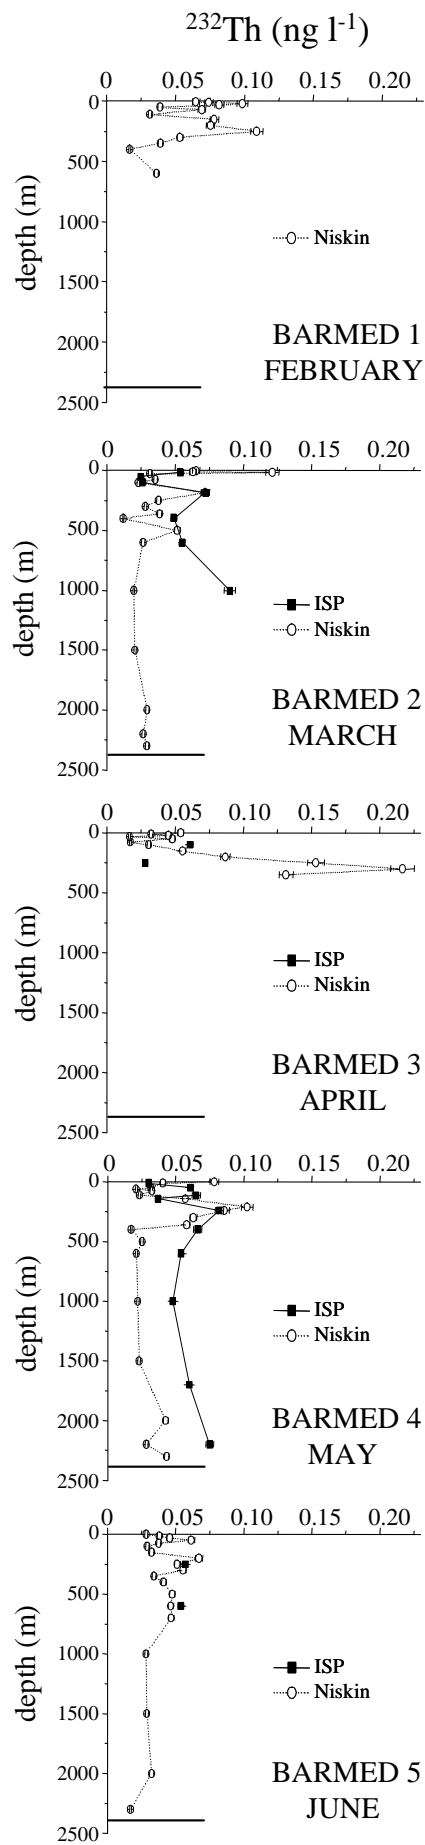 ²³²Th (ng l⁻¹)
0 0.05 0.10 0.15 0.20
0
500
1000
1500
2000
2500
depth (m)
Niskin
BARMED 1
FEBRUARY
0 0.05 0.10 0.15 0.20
0
500
1000
1500
2000
2500
depth (m)
ISP
Niskin
BARMED 2
MARCH
0 0.05 0.10 0.15 0.20
0
500
1000
1500
2000
2500
depth (m)
ISP
Niskin
BARMED 3
APRIL
0 0.05 0.10 0.15 0.20
0
500
1000
1500
2000
2500
depth (m)
ISP
Niskin
BARMED 4
MAY
0 0.05 0.10 0.15 0.20
0
500
1000
1500
2000
2500
depth (m)
ISP
Niskin
BARMED 5
JUNE